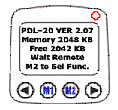 PDL-20 VER 2.07
Memory 2048 KB
Free 2042 KB
Wait Remote
M2 to Sel Func.
M1 M2